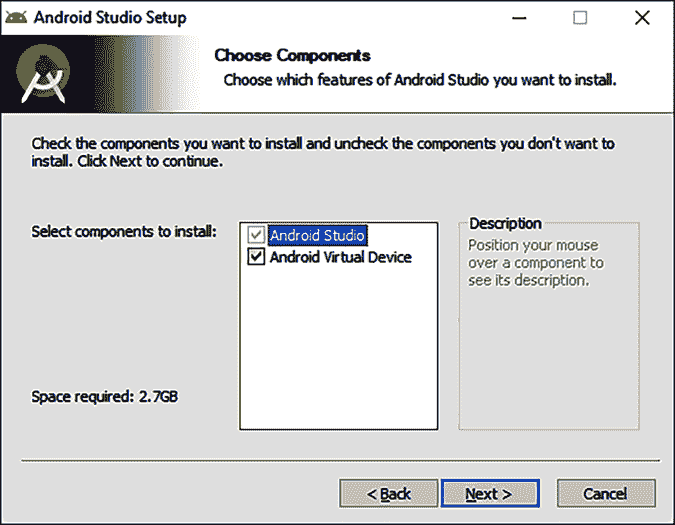 Android Studio Setup
Choose Components
Choose which features of Android Studio you want to install.
Check the components you want to install and uncheck the components you don't want to
install. Click Next to continue.
Select components to install:
Android Studio
Android Virtual Device
Description
Position your mouse
over a component to
see its description.
Space required: 2.7GB
< Back
Next >
Cancel